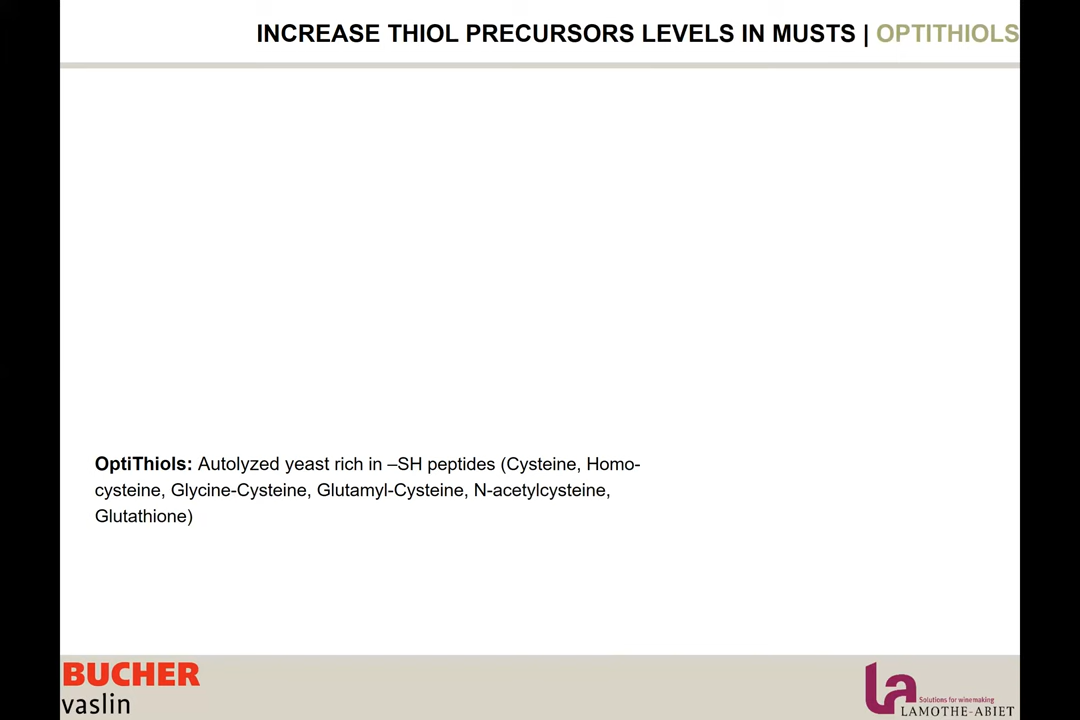 INCREASE THIOL PRECURSORS LEVELS IN MUSTS | OPTITHIOLS
OptiThiols: Autolyzed yeast rich in –SH peptides (Cysteine, Homo-
cysteine, Glycine-Cysteine, Glutamyl-Cysteine, N-acetylcysteine,
Glutathione)
BUCHER
vaslin
la
Solutions for winemaking
LAMOTHE-ABIET